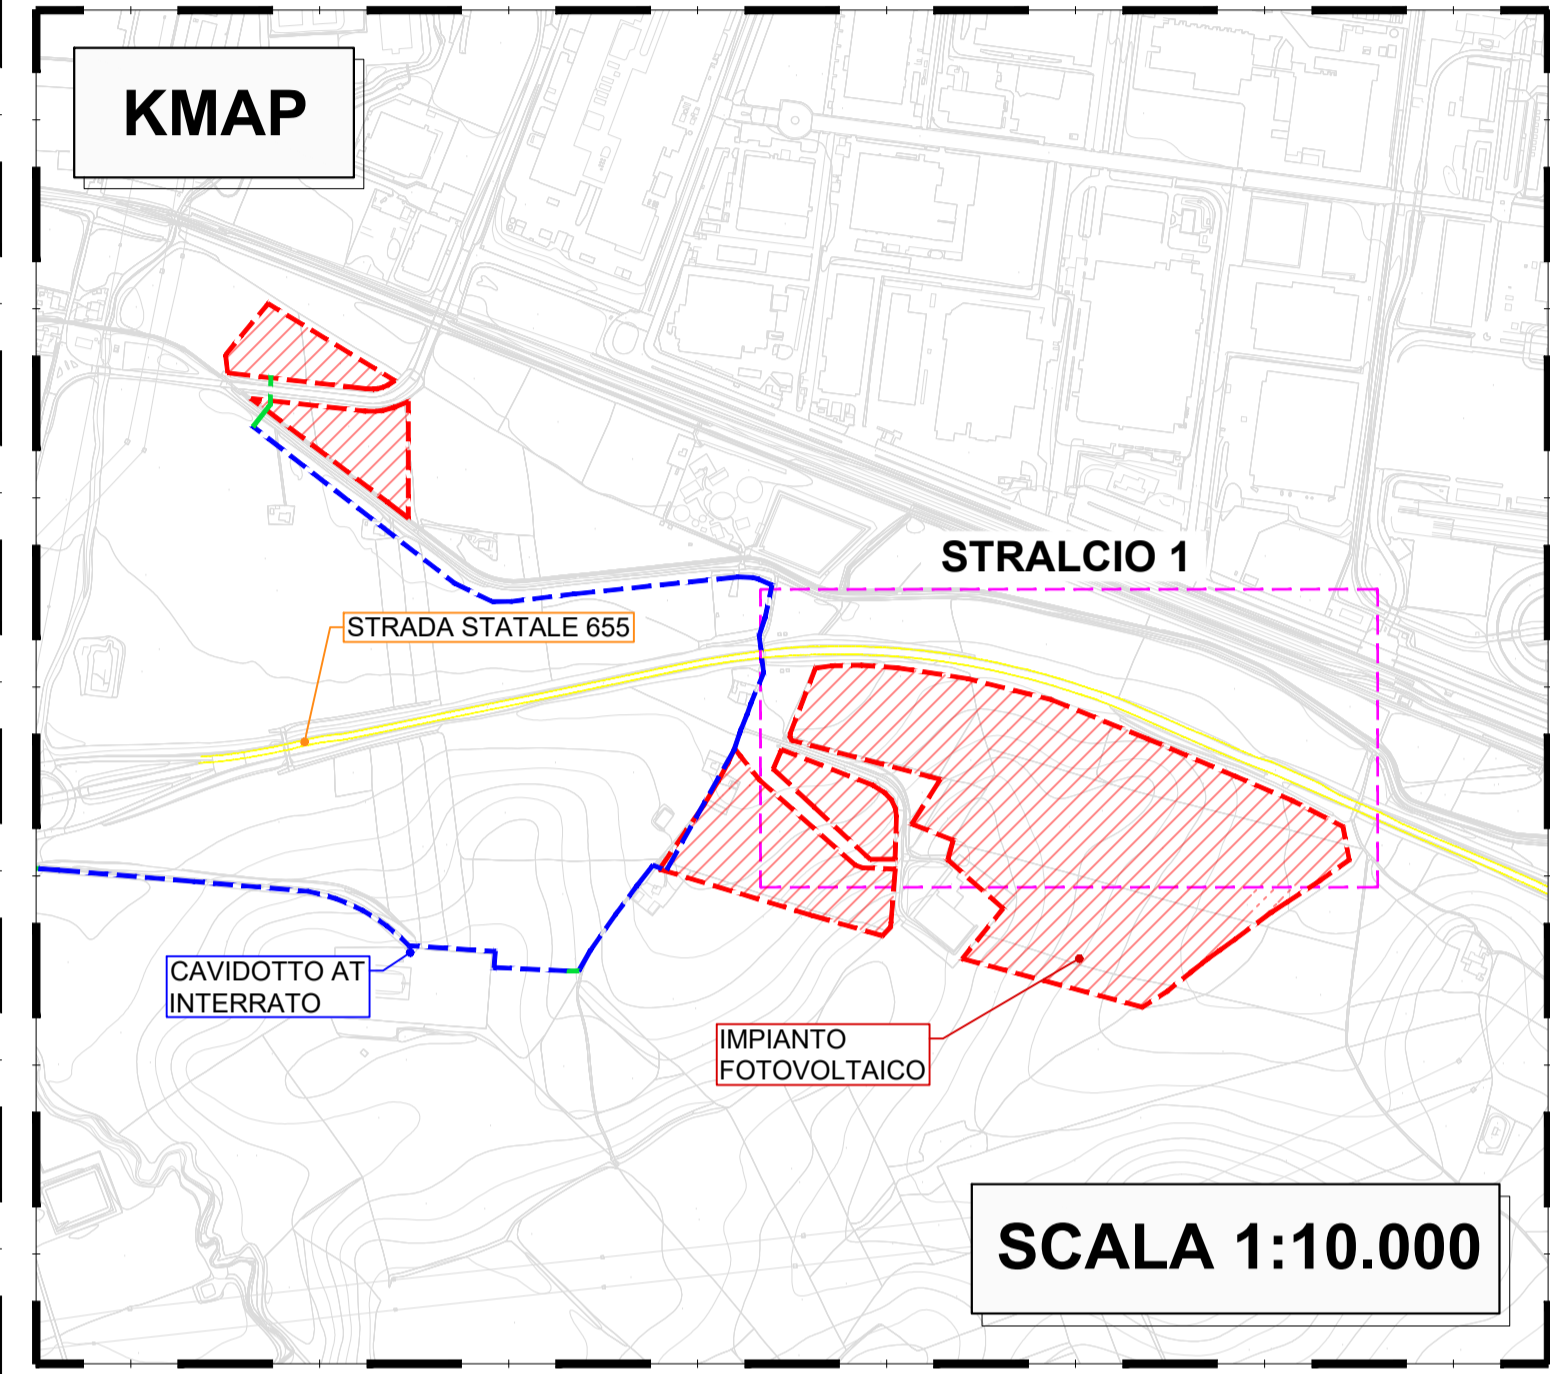 KMAP
STRALCIO 1
STRADA STATALE 655
CAVIDOTTO AT
INTERRATO
IMPIANTO
FOTOVOLTAICO
SCALA 1:10.000